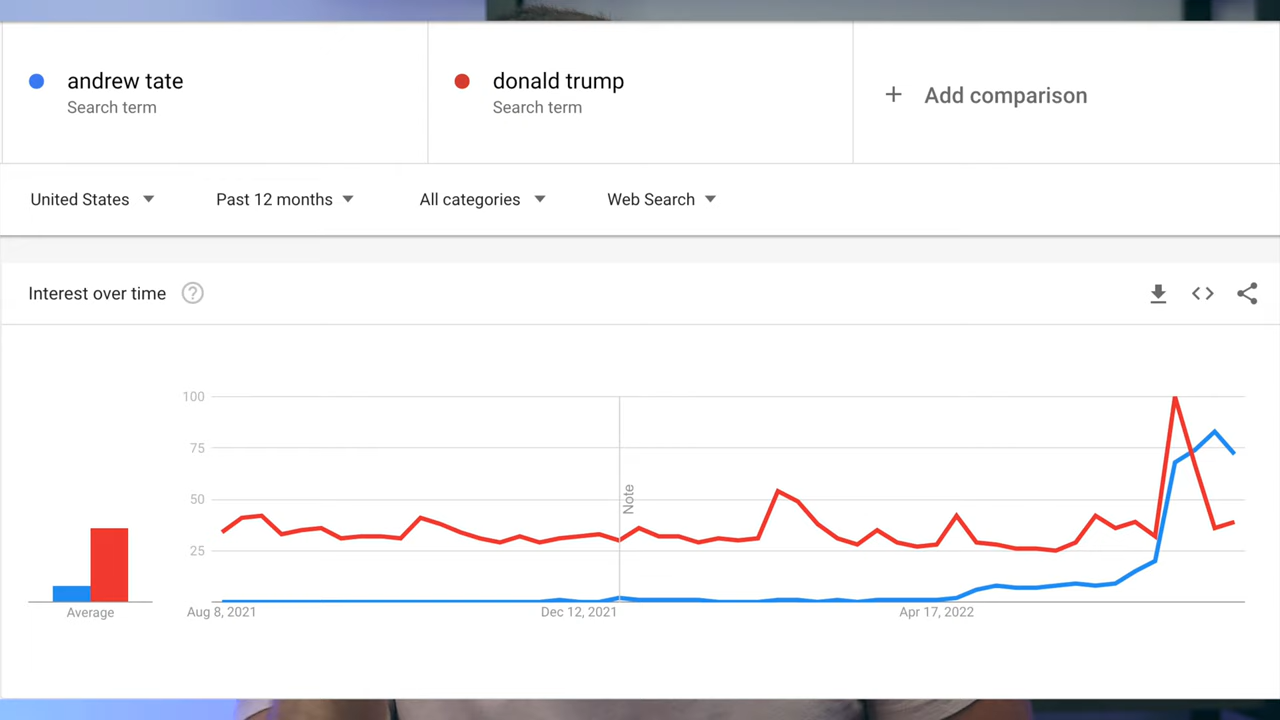 andrew tate
Search term
donald trump
Search term
+ Add comparison
United States
Past 12 months
All categories
Web Search
Interest over time ?
100
75
50
25
Note
Average
Aug 8, 2021
Dec 12, 2021
Apr 17, 2022